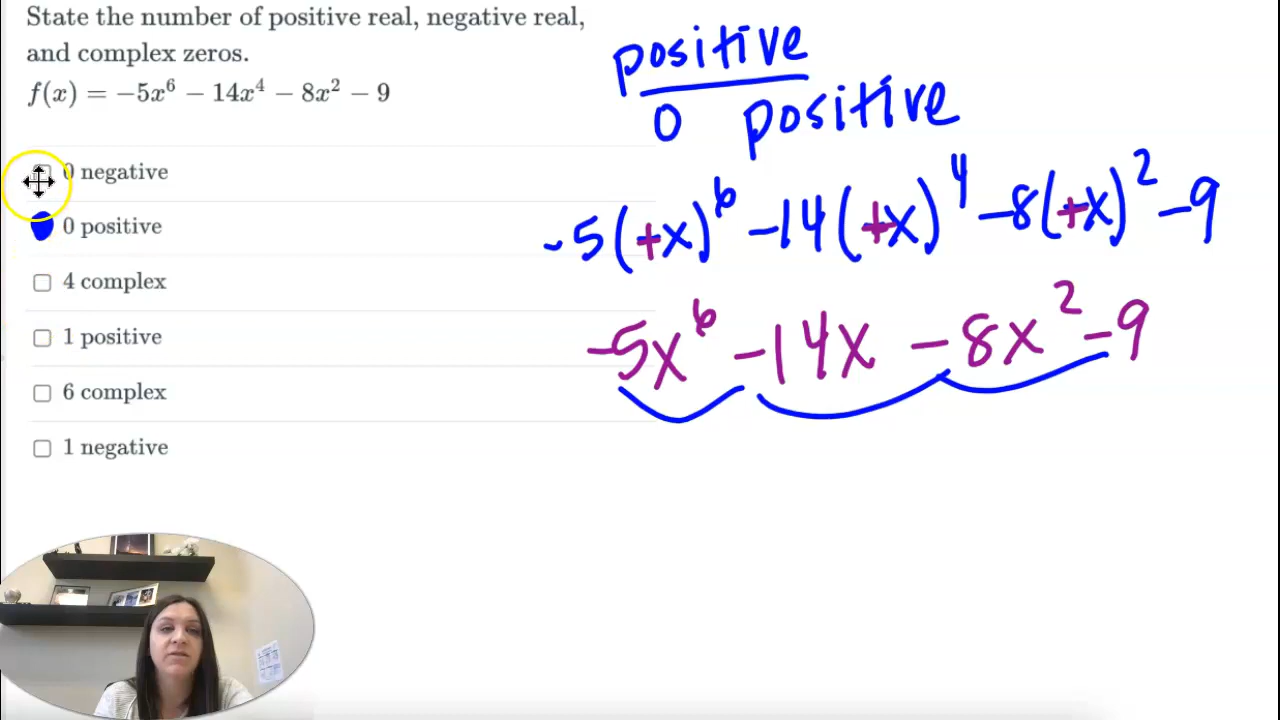 State the number of positive real, negative real,
and complex zeros.
f(x) = −5x⁶ − 14x⁴ − 8x² − 9
0 negative
0 positive
4 complex
1 positive
6 complex
1 negative
positive
0 positive
-5(+x)⁶ -14(+x)⁴ -8(+x)² -9
-5x⁶ -14x -8x² -9